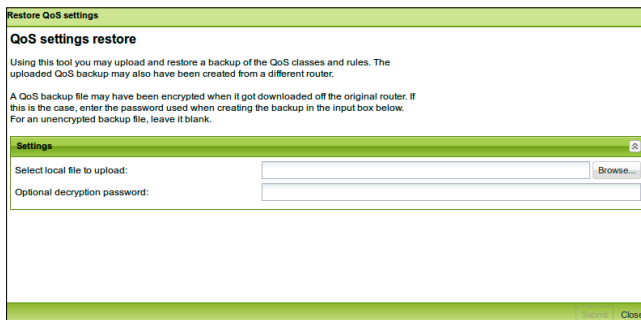 Restore QoS settings
QoS settings restore
Using this tool you may upload and restore a backup of the QoS classes and rules. The
uploaded QoS backup may also have been created from a different router.
A QoS backup file may have been encrypted when it got downloaded off the original router. If
this is the case, enter the password used when creating the backup in the input box below.
For an unencrypted backup file, leave it blank.
Settings
Select local file to upload:
Browse...
Optional decryption password:
Submit Close